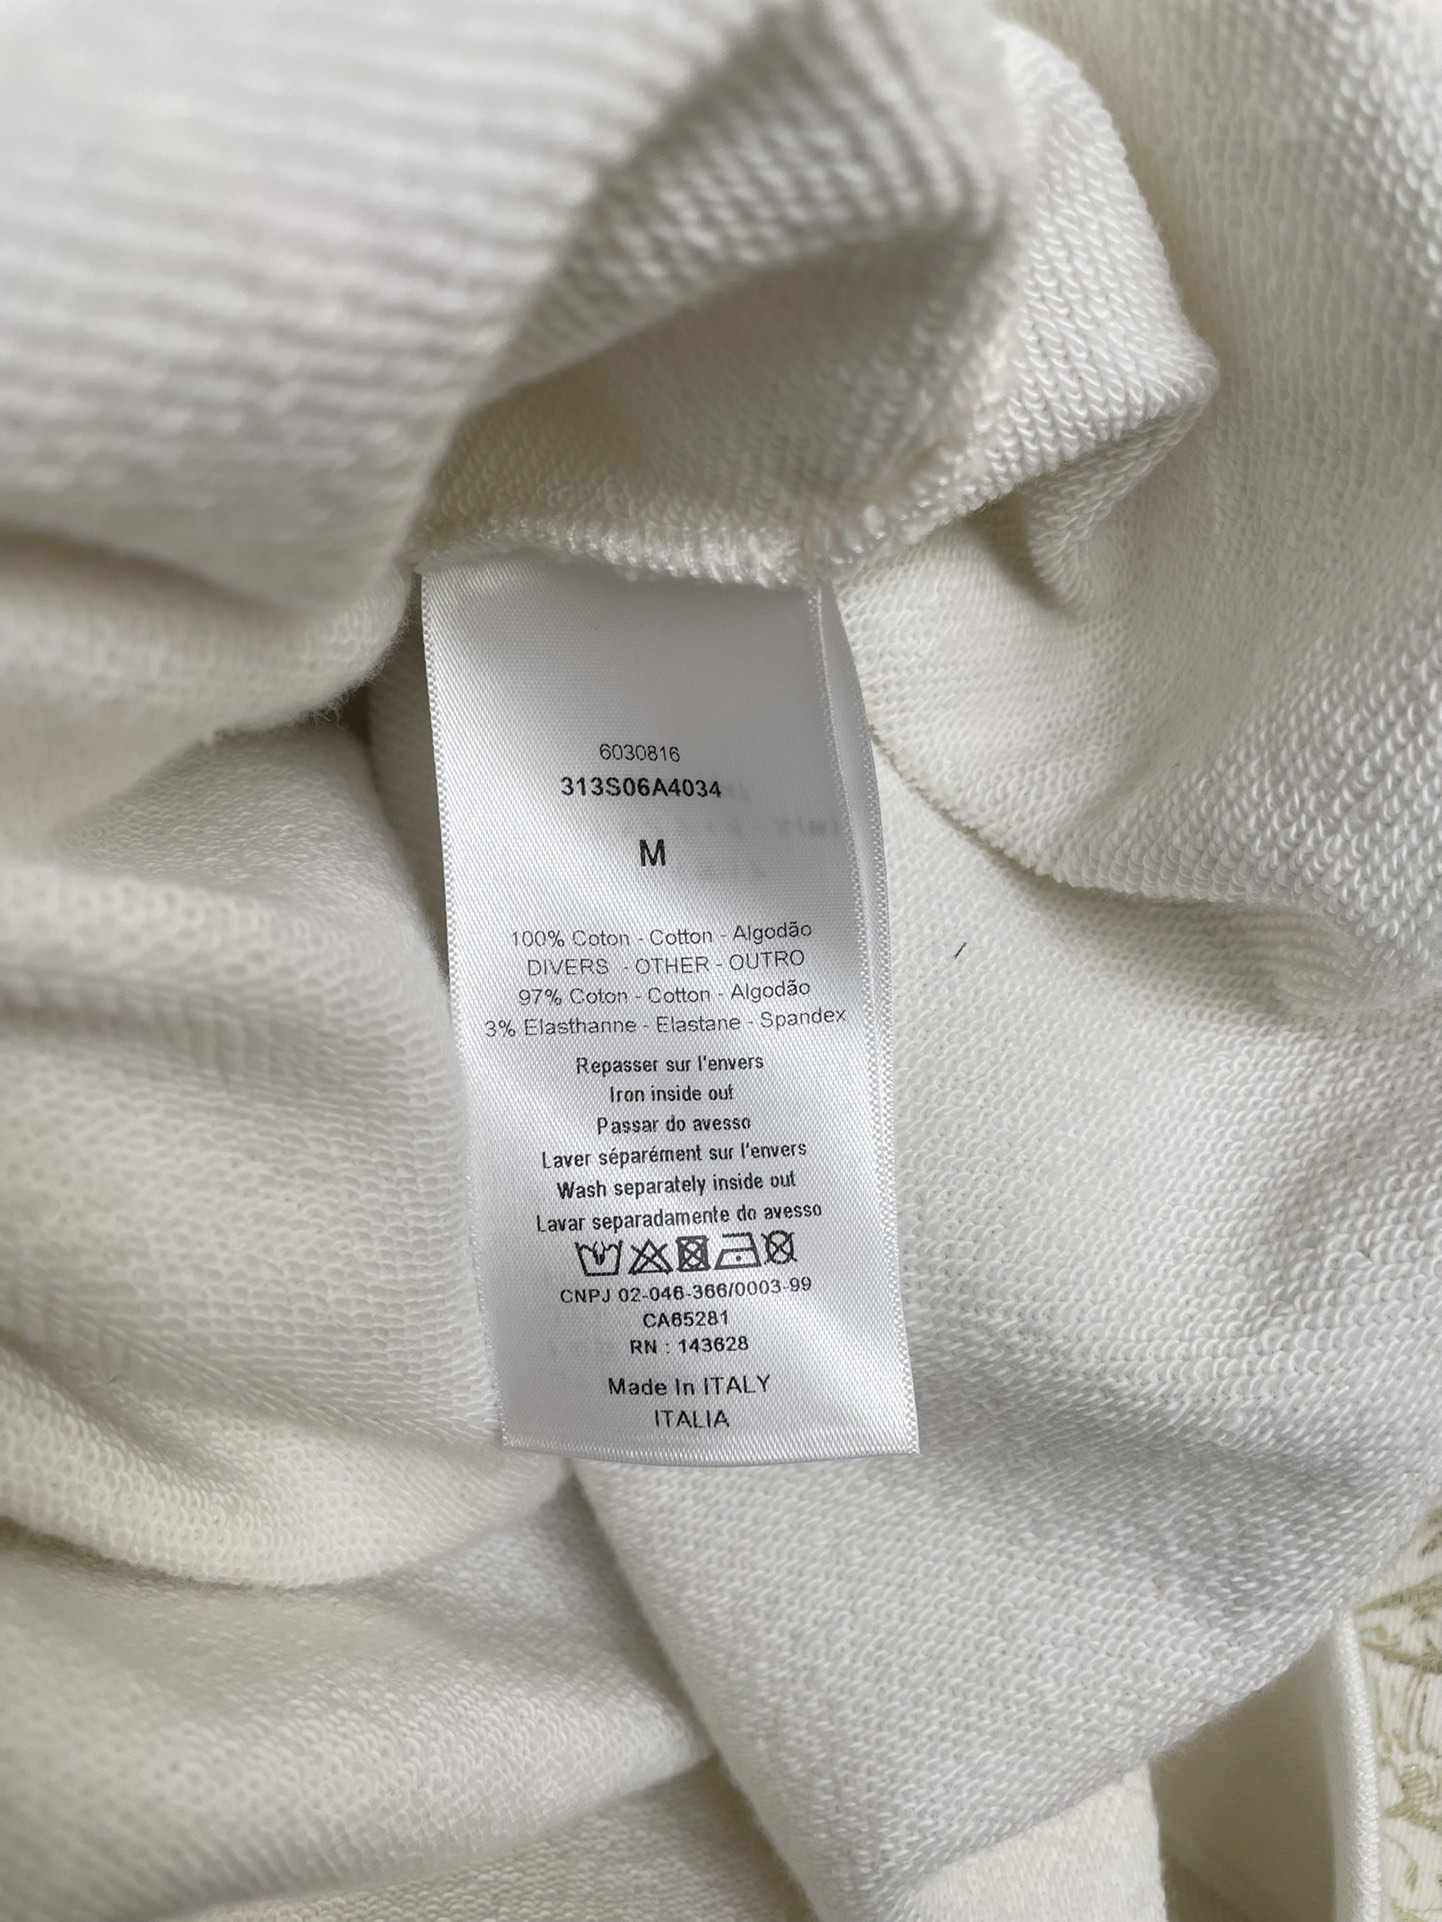 6030816
313S06A4034
M
100% Coton - Cotton - Algodão
DIVERS - OTHER - OUTRO
97% Coton - Cotton - Algodão
3% Elasthanne - Elastane - Spandex
Repasser sur l'envers
Iron inside out
Passar do avesso
Laver séparément sur l'envers
Wash separately inside out
Lavar separadamente do avesso
CNPJ 02-046-366/0003-99
CA65281
RN : 143628
Made In ITALY
ITALIA